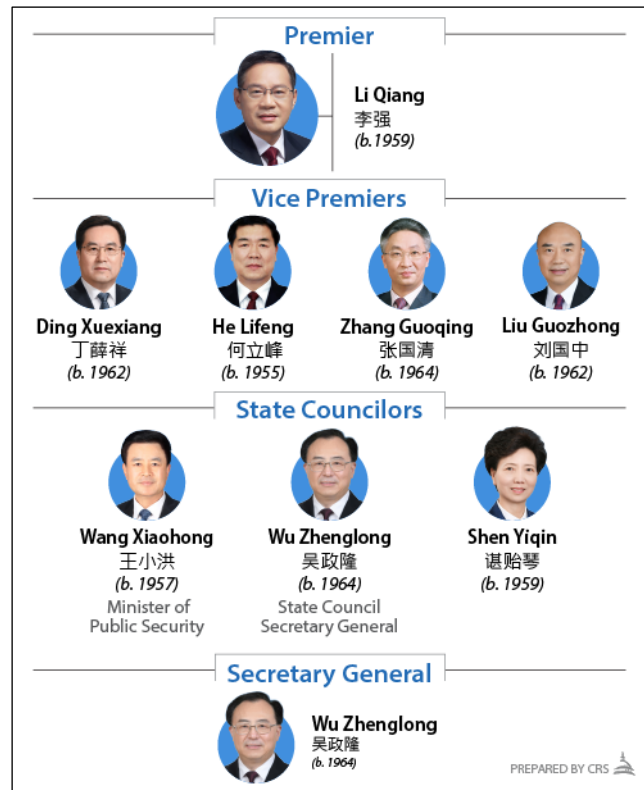 Premier
Li Qiang
李强
(b.1959)
Vice Premiers
Ding Xuexiang
丁薛祥
(b. 1962)
He Lifeng
何立峰
(b. 1955)
Zhang Guoqing
张国清
(b. 1964)
Liu Guozhong
刘国中
(b. 1962)
State Councilors
Wang Xiaohong
王小洪
(b. 1957)
Minister of
Public Security
Wu Zhenglong
吴政隆
(b. 1964)
State Council
Secretary General
Shen Yiqin
谌贻琴
(b. 1959)
Secretary General
Wu Zhenglong
吴政隆
(b. 1964)
PREPARED BY CRS